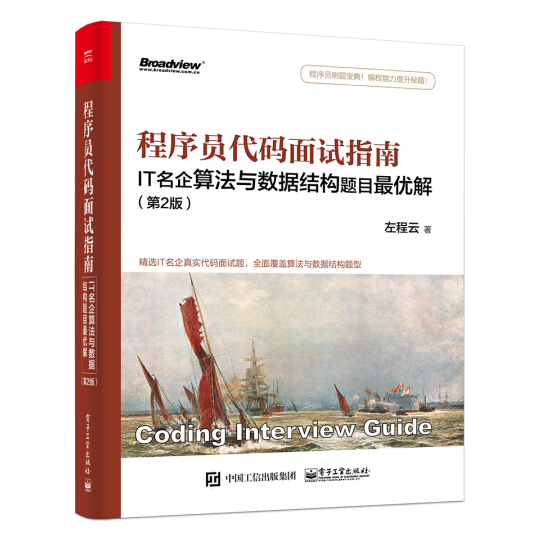 Broadview®
www.broadview.com.cn
程序员刷题宝典！编程能力提升秘籍！
程序员代码面试指南
IT名企算法与数据结构题目最优解
（第2版）
左程云 著
精选IT名企真实代码面试题，全面覆盖算法与数据结构题型
Coding Interview Guide
中国工信出版集团
电子工业出版社
程序员代码面试指南
IT名企算法与数据
结构题目最优解
第2版
电子工业出版社